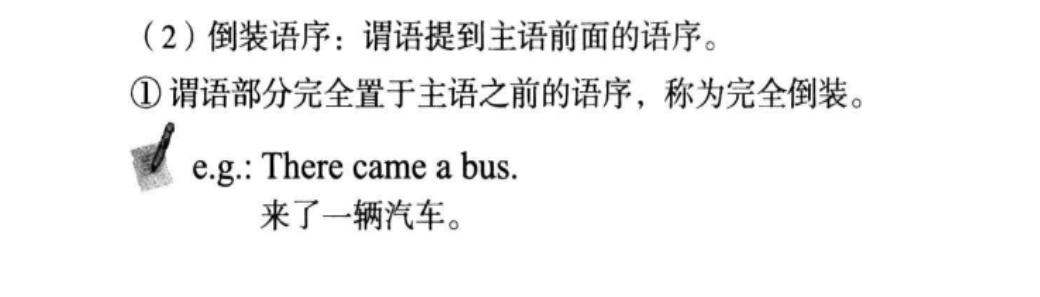 （2）倒装语序：谓语提到主语前面的语序。
① 谓语部分完全置于主语之前的语序，称为完全倒装。
e.g.: There came a bus.
来了一辆汽车。